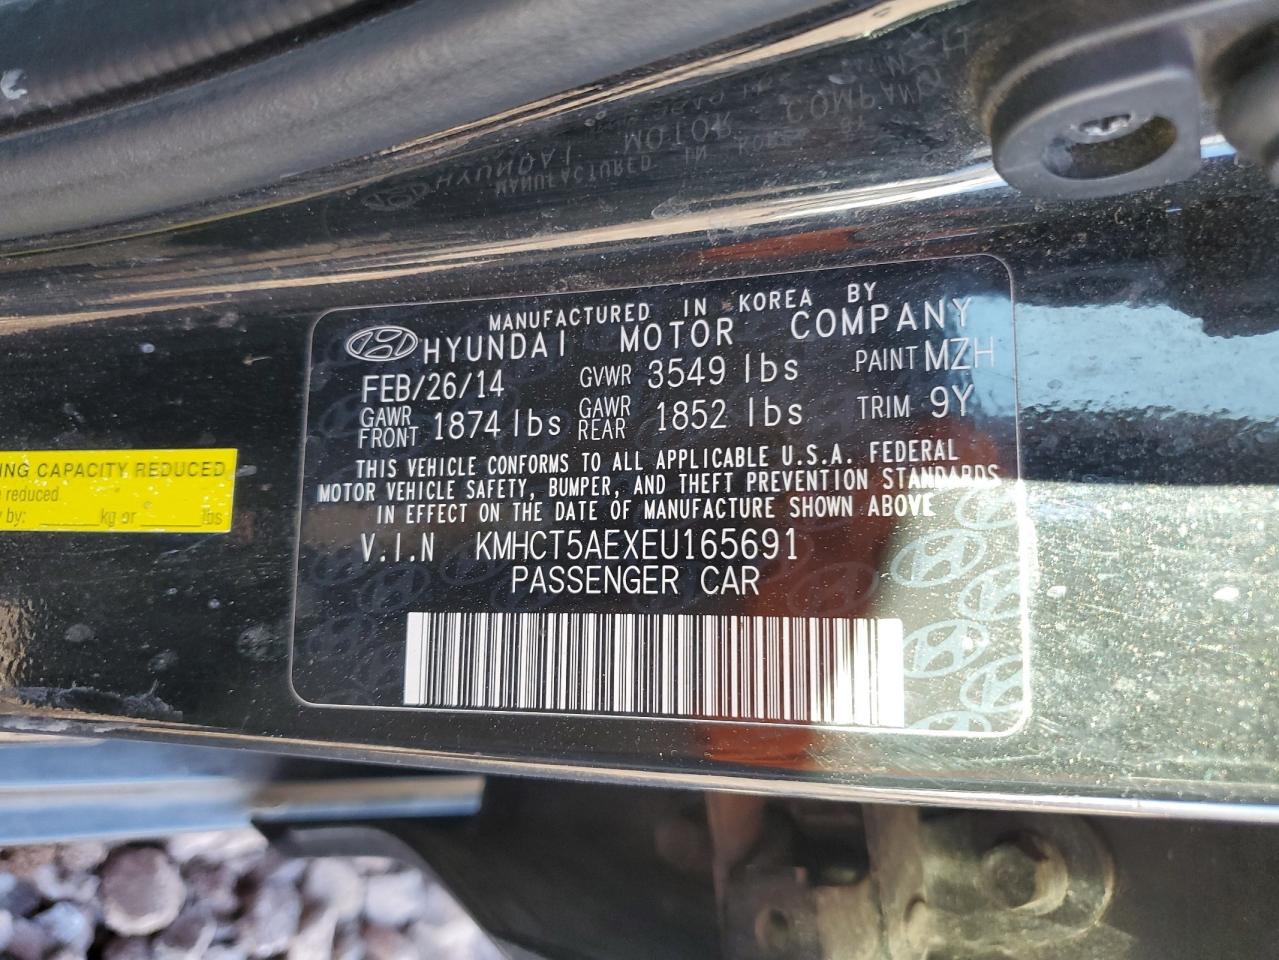 MANUFACTURED IN KOREA BY
HYUNDAI MOTOR COMPANY
FEB/26/14 GVWR 3549 lbs PAINT MZH
GAWR FRONT 1874 lbs GAWR REAR 1852 lbs TRIM 9Y
THIS VEHICLE CONFORMS TO ALL APPLICABLE U.S.A. FEDERAL
MOTOR VEHICLE SAFETY, BUMPER, AND THEFT PREVENTION STANDARDS
IN EFFECT ON THE DATE OF MANUFACTURE SHOWN ABOVE
V.I.N KMHCT5AEXEU165691
PASSENGER CAR
CAPACITY REDUCED
reduced
by: ______kg or ______lbs